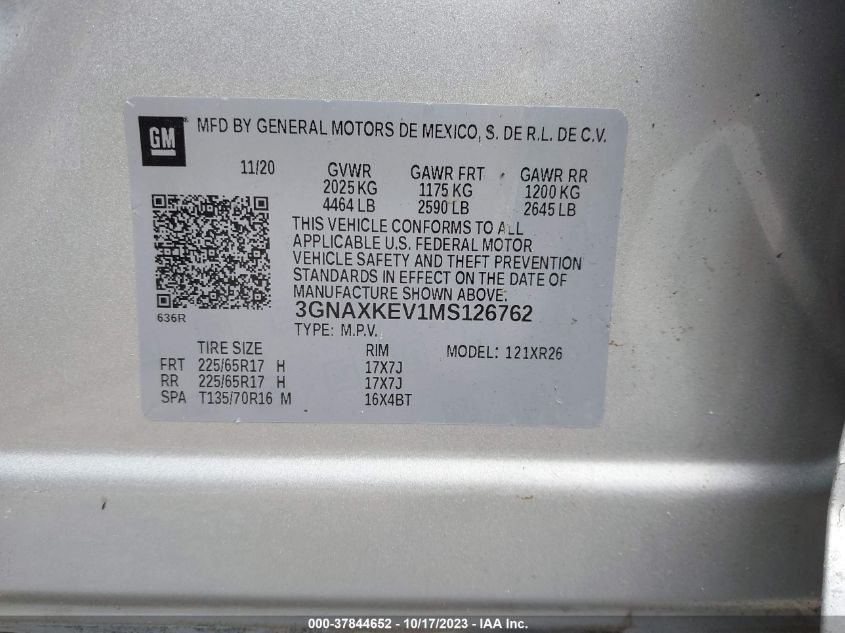 GM
MFD BY GENERAL MOTORS DE MEXICO, S. DE R.L. DE C.V.
11/20 GVWR GAWR FRT GAWR RR
2025 KG 1175 KG 1200 KG
4464 LB 2590 LB 2645 LB
THIS VEHICLE CONFORMS TO ALL
APPLICABLE U.S. FEDERAL MOTOR
VEHICLE SAFETY AND THEFT PREVENTION
STANDARDS IN EFFECT ON THE DATE OF
MANUFACTURE SHOWN ABOVE.
636R 3GNAXKEV1MS126762
TYPE: M.P.V.
TIRE SIZE RIM MODEL: 121XR26
FRT 225/65R17 H 17X7J
RR 225/65R17 H 17X7J
SPA T135/70R16 M 16X4BT
000-37844652 - 10/17/2023 - IAAI.COM